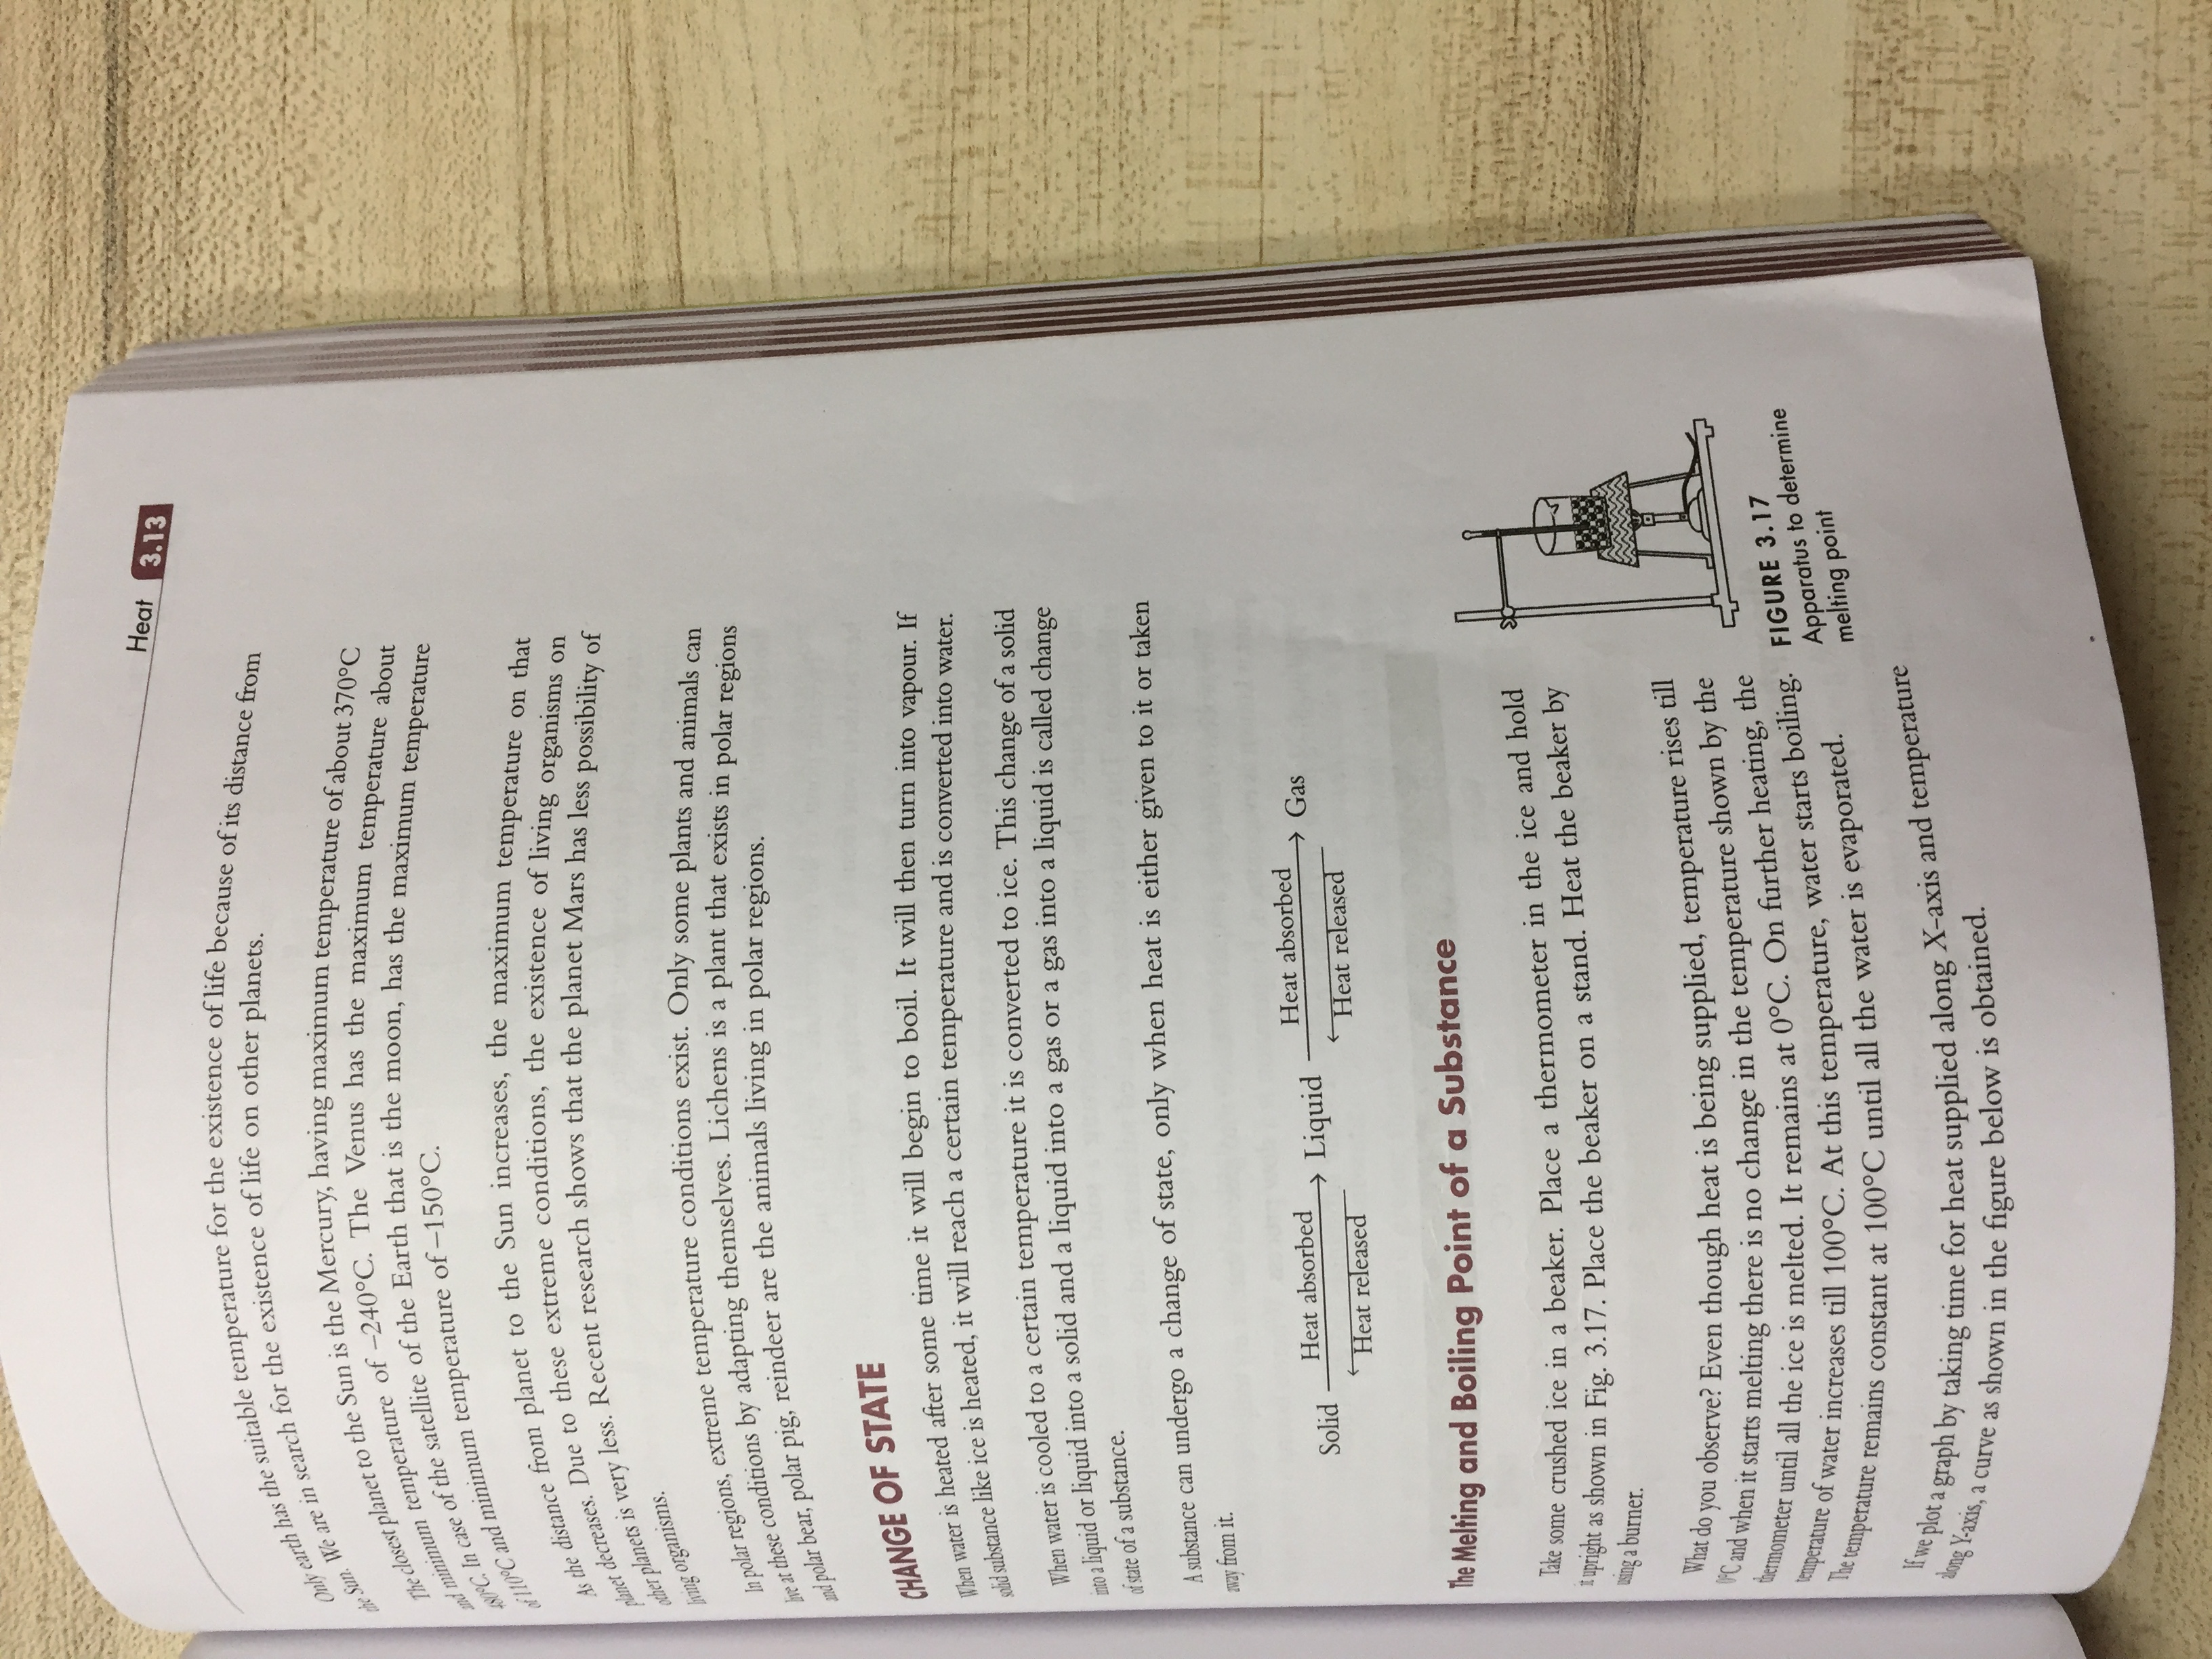 Heat 3.13
Only earth has the suitable temperature for the existence of life because of its distance from
the Sun. We are in search for the existence of life on other planets.
The closest planet to the Sun is the Mercury, having maximum temperature of about 370°C
and minimum temperature of –240°C. The Venus has the maximum temperature about
480°C. In case of the satellite of the Earth that is the moon, has the maximum temperature
of 110°C and minimum temperature of –150°C.
As the distance from planet to the Sun increases, the maximum temperature on that
planet decreases. Due to these extreme conditions, the existence of living organisms on
other planets is very less. Recent research shows that the planet Mars has less possibility of
living organisms.
In polar regions, extreme temperature conditions exist. Only some plants and animals can
live at these conditions by adapting themselves. Lichens is a plant that exists in polar regions
and polar bear, polar pig, reindeer are the animals living in polar regions.
CHANGE OF STATE
When water is heated after some time it will begin to boil. It will then turn into vapour. If
solid substance like ice is heated, it will reach a certain temperature and is converted into water.
When water is cooled to a certain temperature it is converted to ice. This change of a solid
into a liquid or liquid into a solid and a liquid into a gas or a gas into a liquid is called change
of state of a substance.
A substance can undergo a change of state, only when heat is either given to it or taken
away from it.
Heat absorbed Heat absorbed
Solid Liquid Gas
Heat released Heat released
The Melting and Boiling Point of a Substance
Take some crushed ice in a beaker. Place a thermometer in the ice and hold
it upright as shown in Fig. 3.17. Place the beaker on a stand. Heat the beaker by
using a burner.
What do you observe? Even though heat is being supplied, temperature rises till
0°C and when it starts melting there is no change in the temperature shown by the
thermometer until all the ice is melted. It remains at 0°C. On further heating, the
temperature of water increases till 100°C. At this temperature, water starts boiling.
The temperature remains constant at 100°C until all the water is evaporated.
FIGURE 3.17
Apparatus to determine
melting point
If we plot a graph by taking time for heat supplied along X-axis and temperature
along Y-axis, a curve as shown in the figure below is obtained.